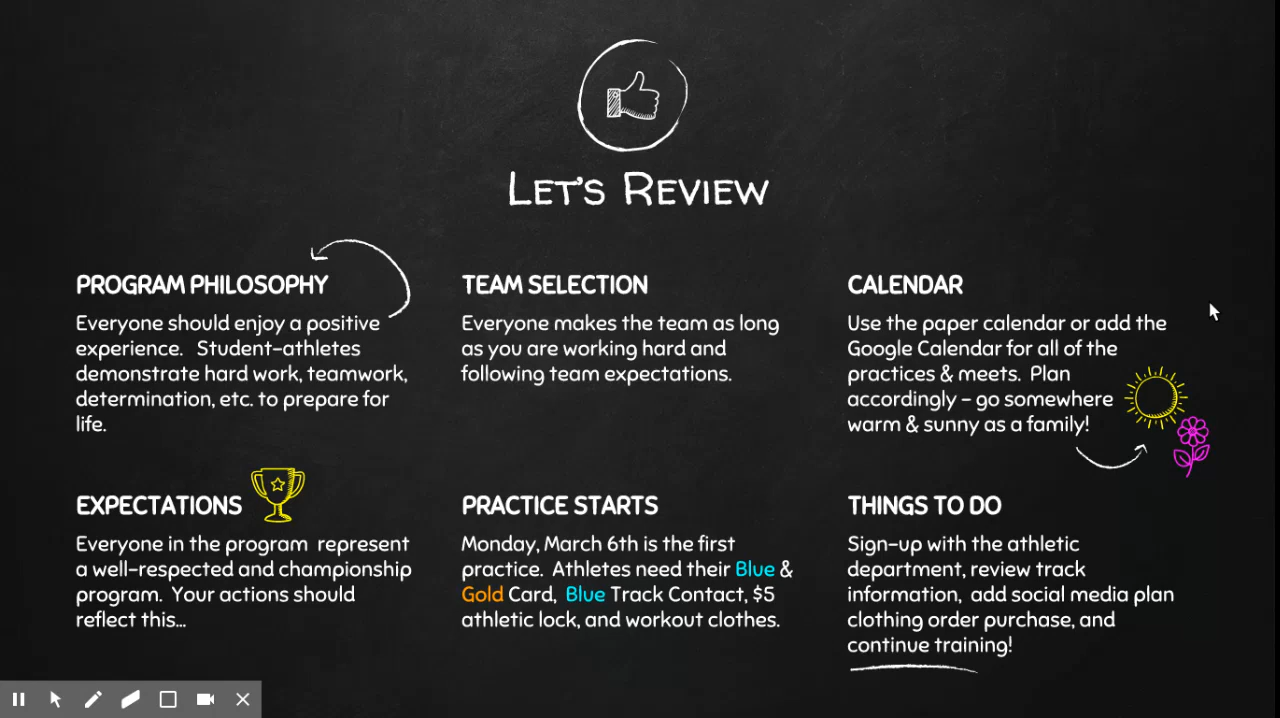 Let's Review
PROGRAM PHILOSOPHY
Everyone should enjoy a positive
experience. Student-athletes
demonstrate hard work, teamwork,
determination, etc. to prepare for
life.
TEAM SELECTION
Everyone makes the team as long
as you are working hard and
following team expectations.
CALENDAR
Use the paper calendar or add the
Google Calendar for all of the
practices & meets. Plan
accordingly - go somewhere
warm & sunny as a family!
EXPECTATIONS
Everyone in the program represent
a well-respected and championship
program. Your actions should
reflect this...
PRACTICE STARTS
Monday, March 6th is the first
practice. Athletes need their Blue &
Gold Card, Blue Track Contact, $5
athletic lock, and workout clothes.
THINGS TO DO
Sign-up with the athletic
department, review track
information, add social media plan
clothing order purchase, and
continue training!